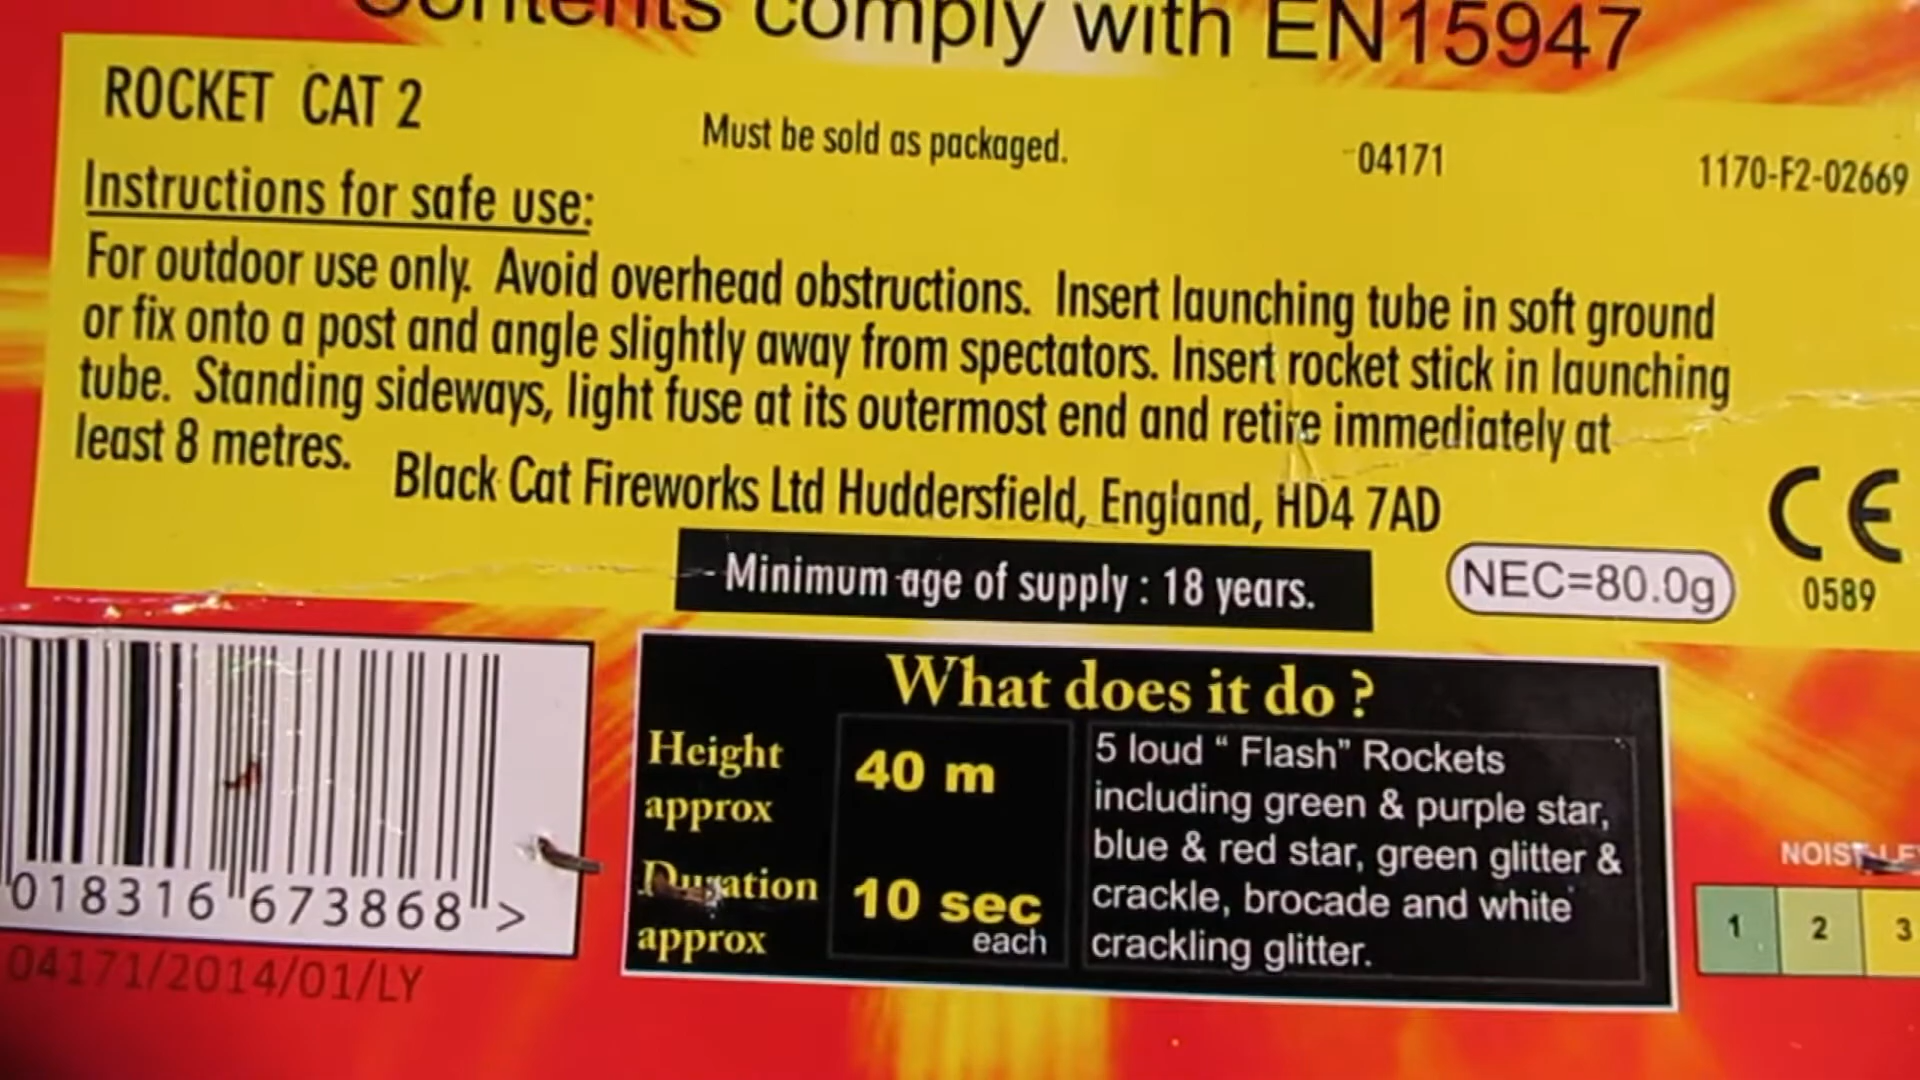 Contents comply with EN15947
ROCKET CAT 2
Must be sold as packaged.
04171
1170-F2-02669
Instructions for safe use:
For outdoor use only. Avoid overhead obstructions. Insert launching tube in soft ground
or fix onto a post and angle slightly away from spectators. Insert rocket stick in launching
tube. Standing sideways, light fuse at its outermost end and retire immediately at
least 8 metres.
Black Cat Fireworks Ltd Huddersfield, England, HD4 7AD
CE
0589
Minimum age of supply : 18 years.
NEC=80.0g
018316 673868 >
04171/2014/01/LY
What does it do ?
Height
approx
40 m
Duration
approx
10 sec
each
5 loud “ Flash” Rockets
including green & purple star,
blue & red star, green glitter &
crackle, brocade and white
crackling glitter.
1 2 3